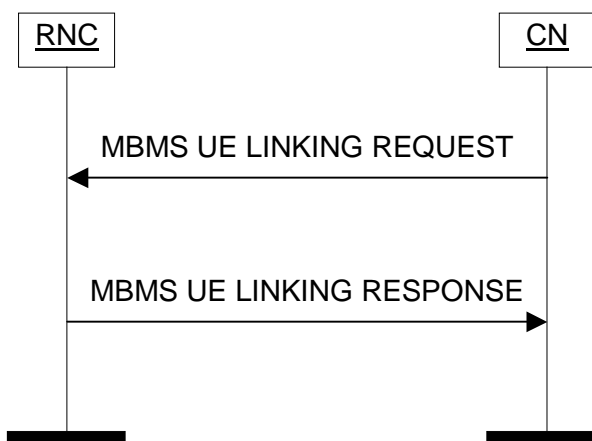 RNC
CN
MBMS UE LINKING REQUEST
MBMS UE LINKING RESPONSE